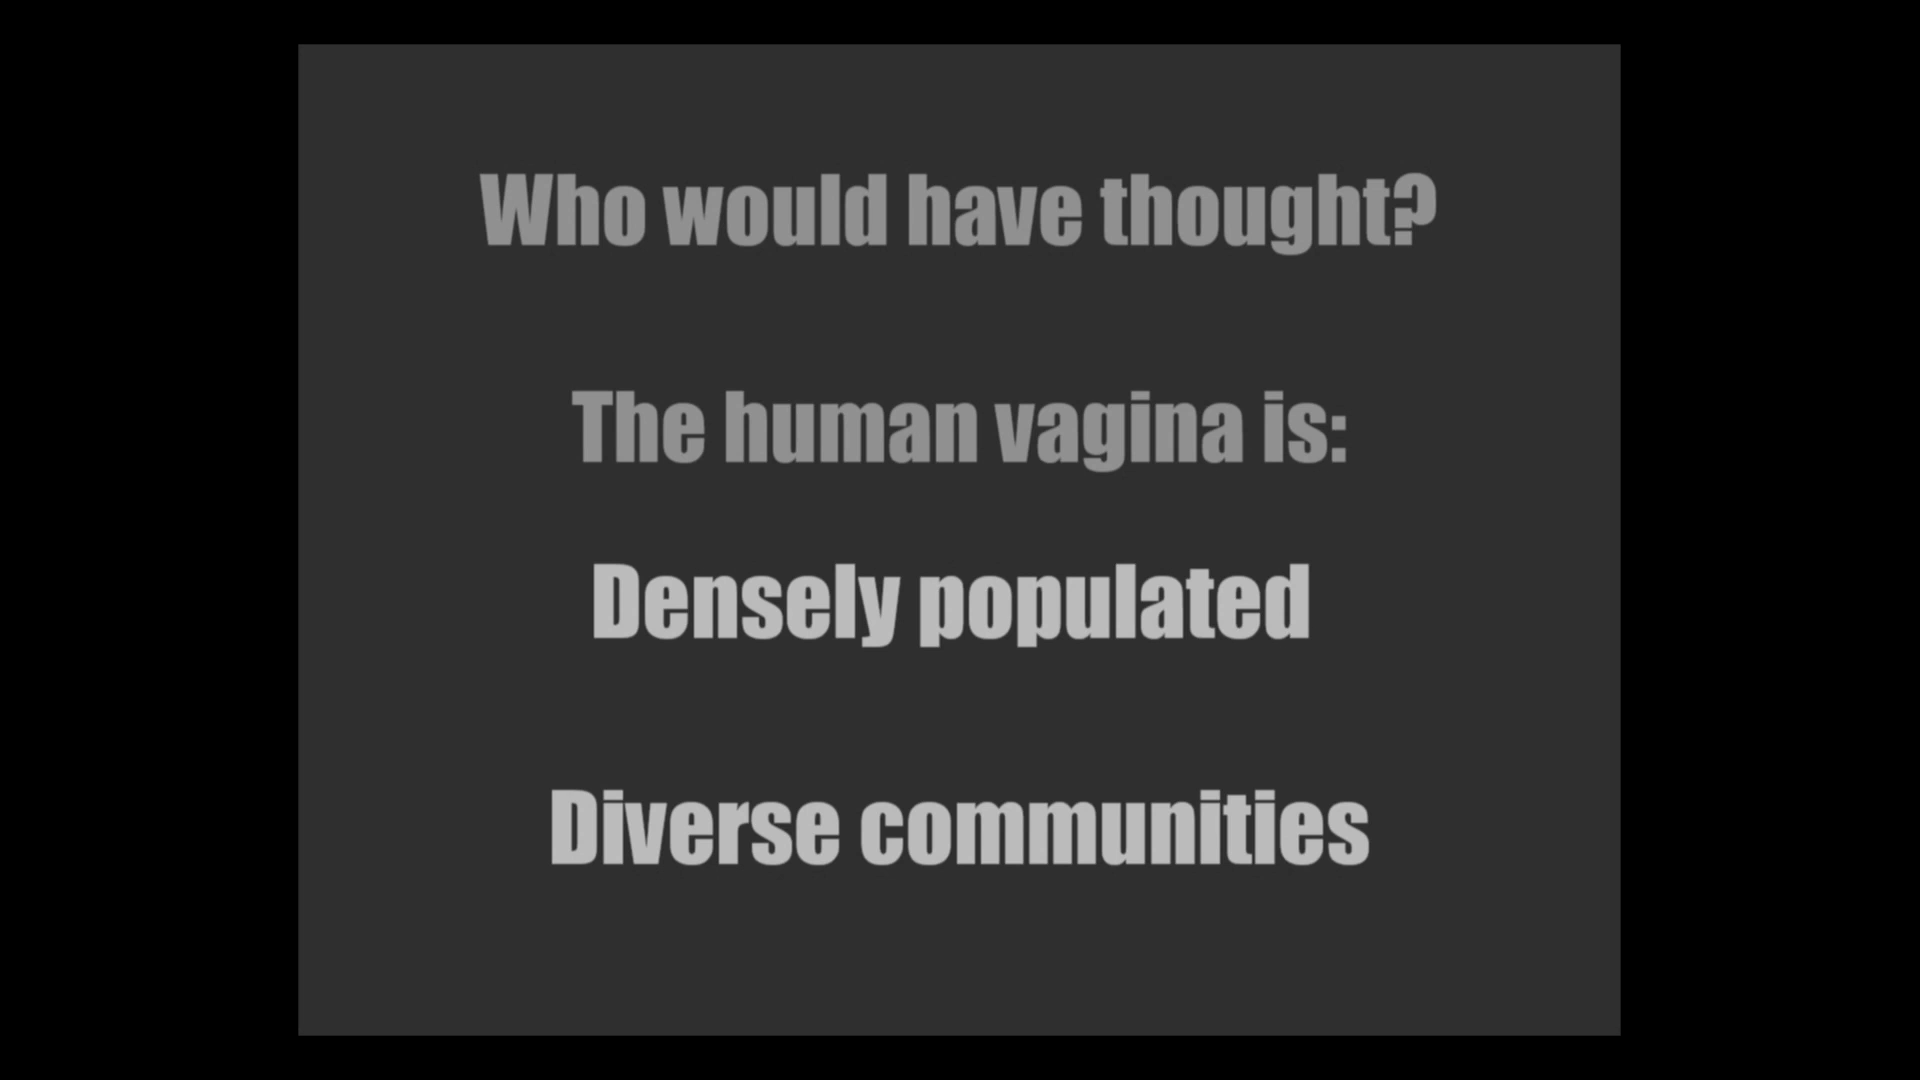 Who would have thought?
The human vagina is:
Densely populated
Diverse communities